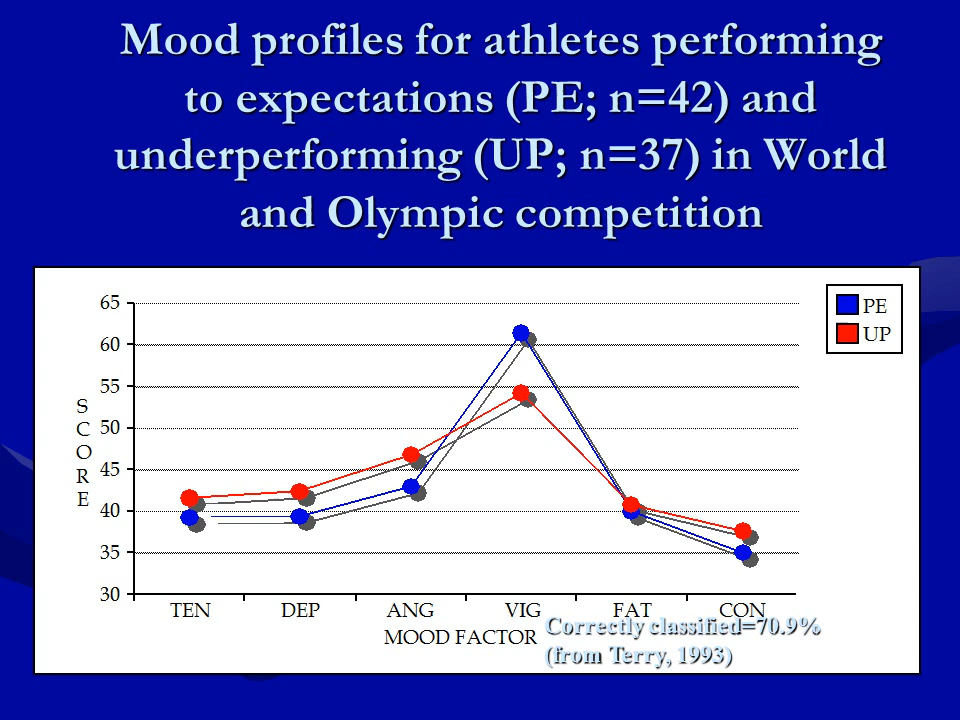 Mood profiles for athletes performing
to expectations (PE; n=42) and
underperforming (UP; n=37) in World
and Olympic competition
PE
UP
65
60
55
50
45
40
35
30
SCORE
TEN DEP ANG VIG FAT CON
MOOD FACTOR
Correctly classified=70.9%
(from Terry, 1993)